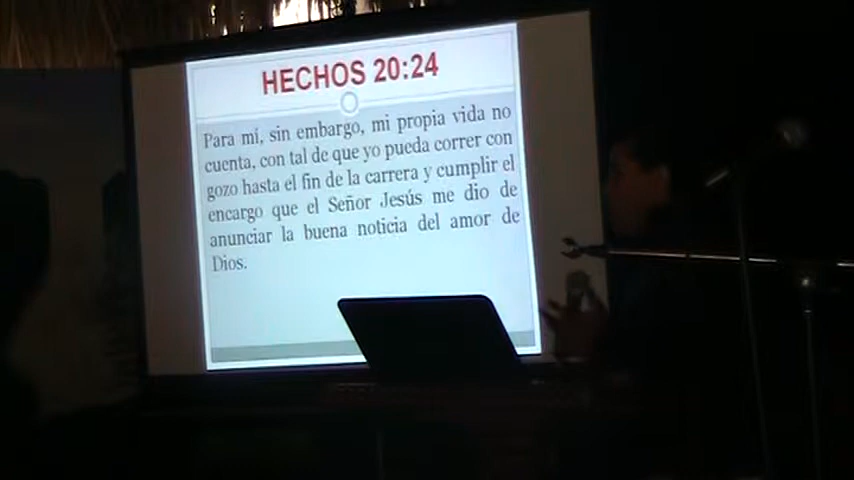 HECHOS 20:24
Para mí, sin embargo, mi propia vida no
cuenta, con tal de que yo pueda correr con
gozo hasta el fin de la carrera y cumplir el
encargo que el Señor Jesús me dio de
anunciar la buena noticia del amor de
Dios.